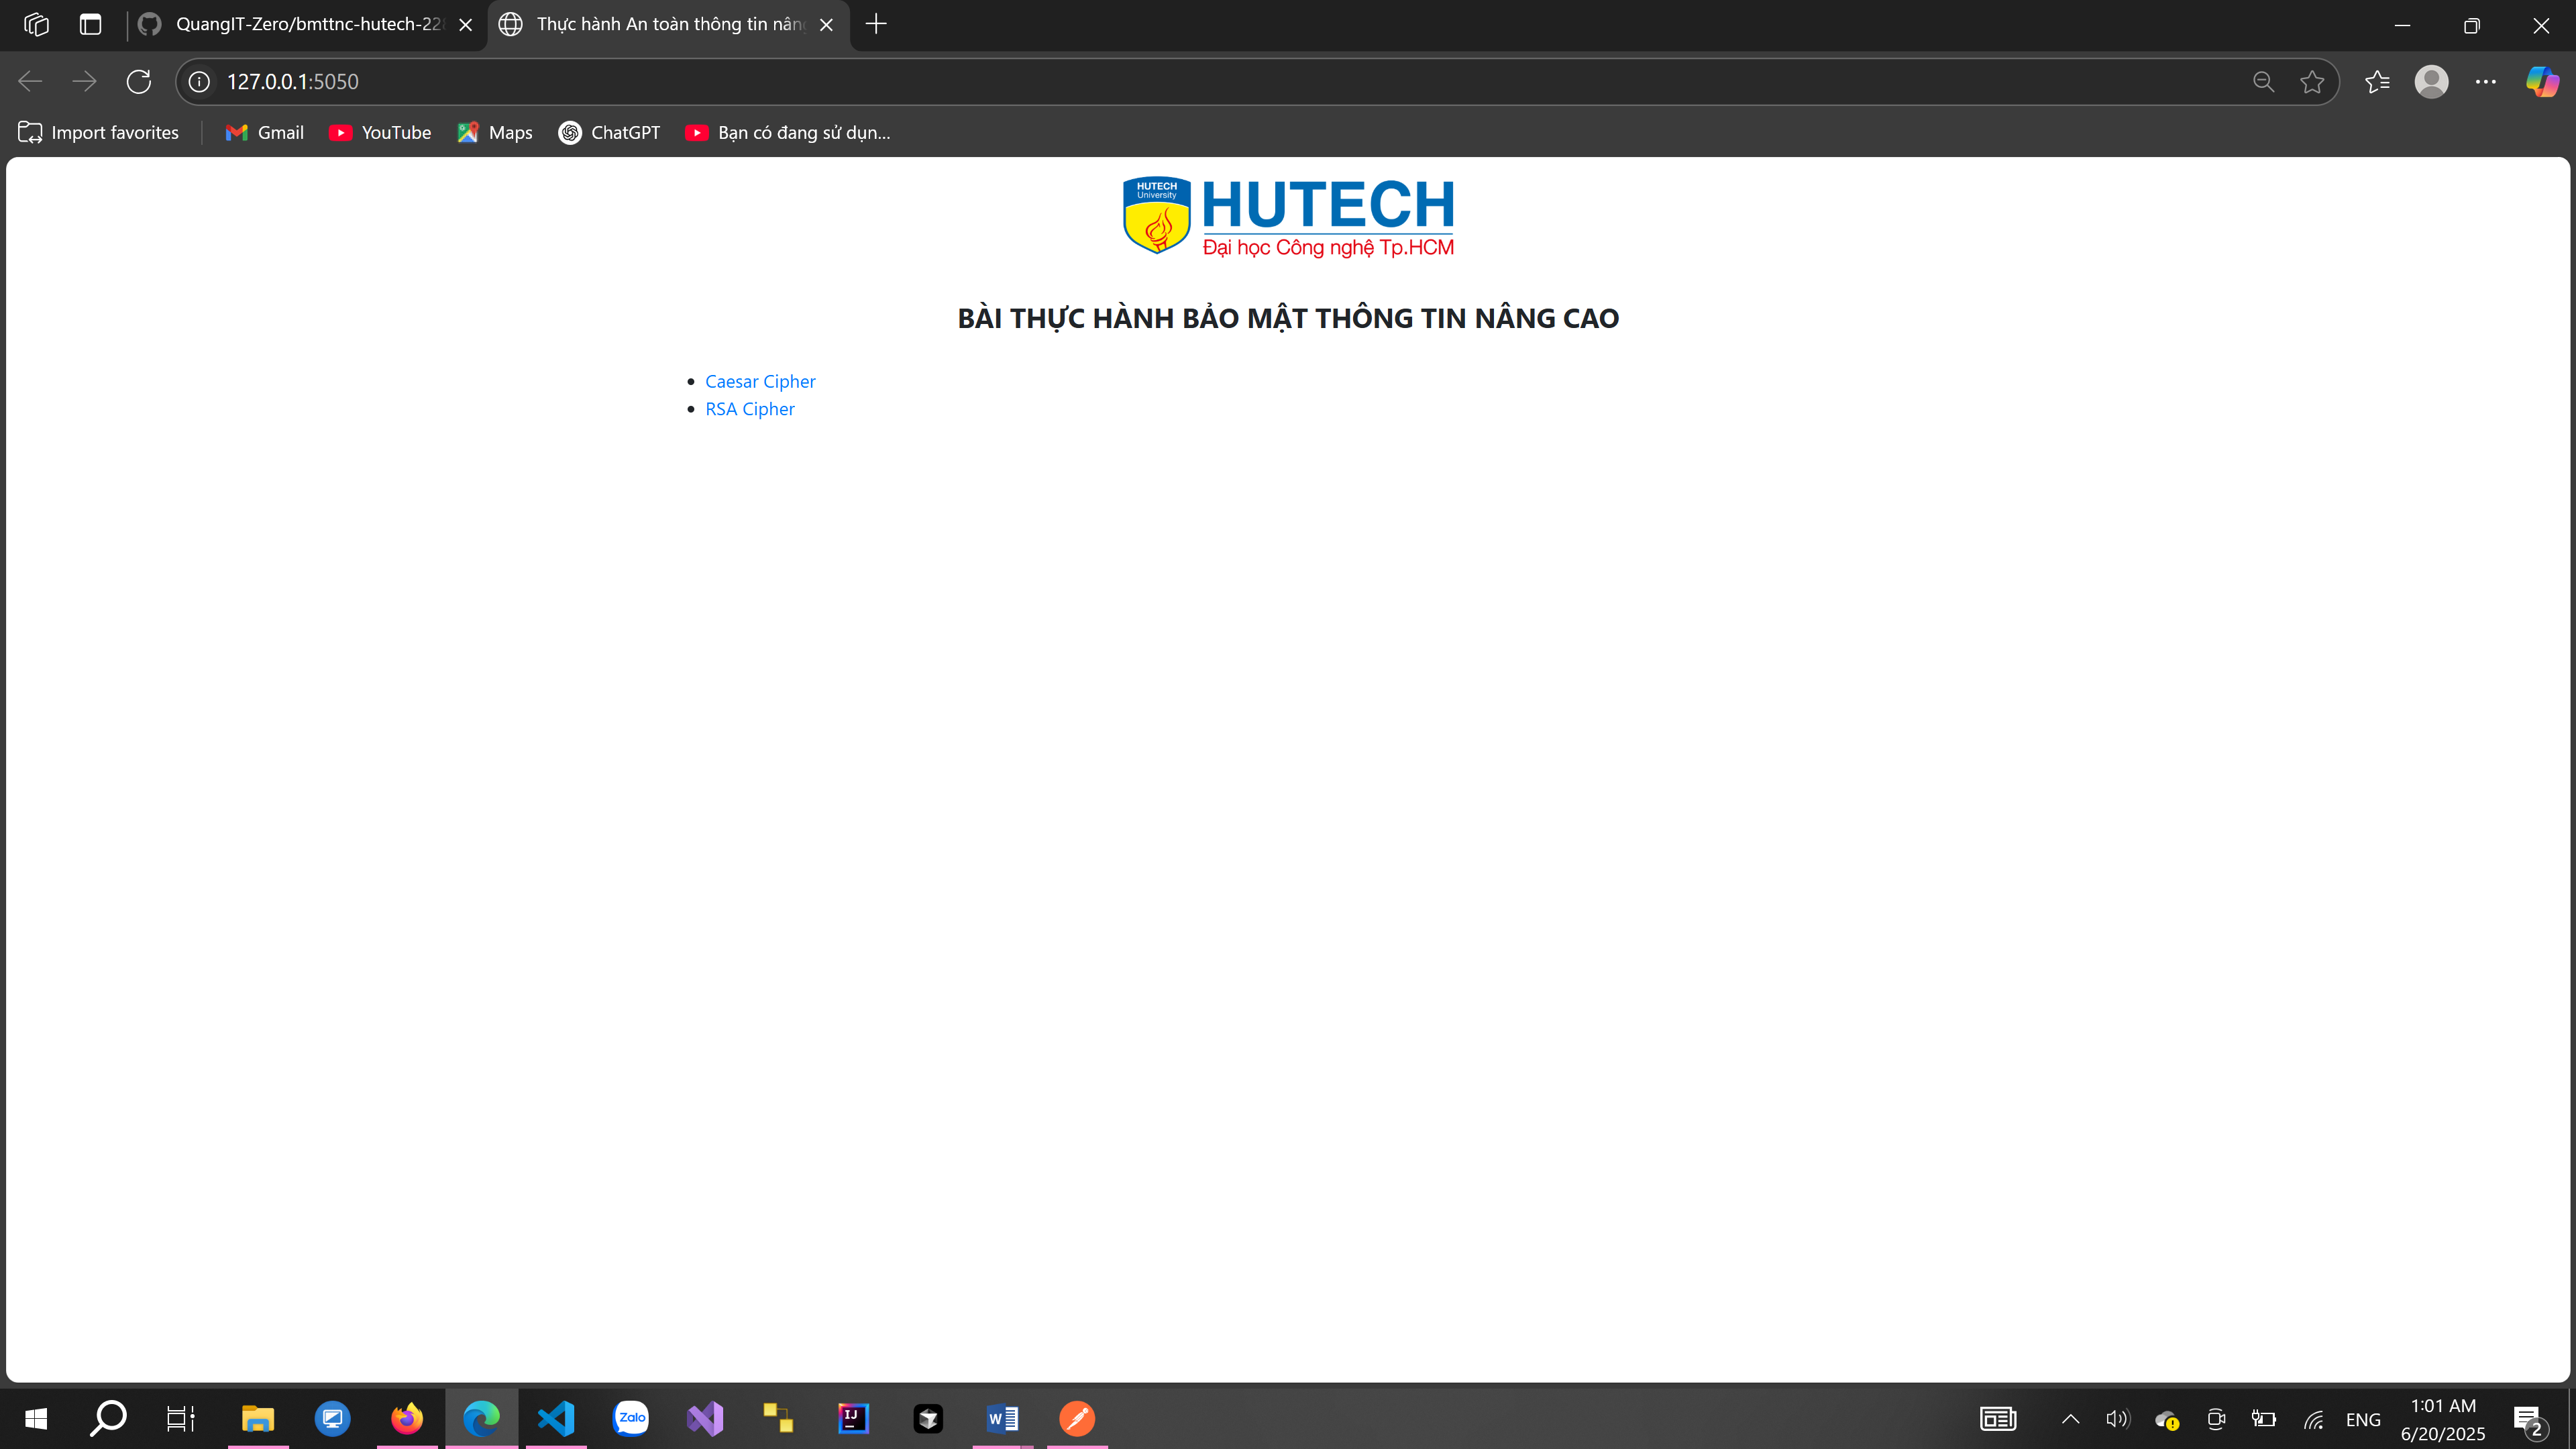 QuangIT-Zero/bmttnc-hutech-228
Thực hành An toàn thông tin nâng
127.0.0.1:5050
Import favorites
Gmail
YouTube
Maps
ChatGPT
Bạn có đang sử dụn...
HUTECH
University
HUTECH
Đại học Công nghệ Tp.HCM
BÀI THỰC HÀNH BẢO MẬT THÔNG TIN NÂNG CAO
Caesar Cipher
RSA Cipher
Zalo
IJ
W
ENG
1:01 AM
6/20/2025
2